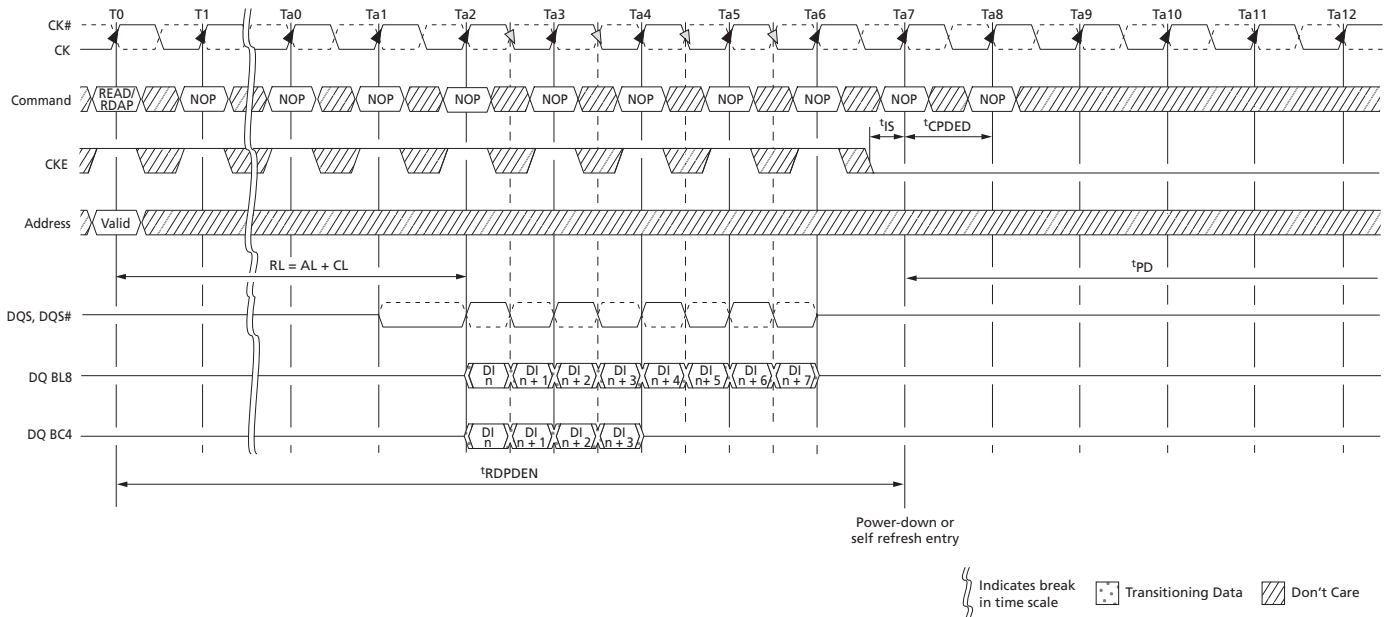 T0 T1 Ta0 Ta1 Ta2 Ta3 Ta4 Ta5 Ta6 Ta7 Ta8 Ta9 Ta10 Ta11 Ta12
CK#
CK
Command
READ/
RDAP
NOP NOP NOP NOP NOP NOP NOP NOP NOP NOP
tIS tCPDED
CKE
Address
Valid
RL = AL + CL
tPD
DQS, DQS#
DQ BL8
DI DI DI DI DI DI DI DI
n n + 1 n + 2 n + 3 n + 4 n + 5 n + 6 n + 7
DQ BC4
DI DI DI DI
n n + 1 n + 2 n + 3
tRDPDEN
Power-down or
self refresh entry
Indicates break
in time scale
Transitioning Data
Don't Care